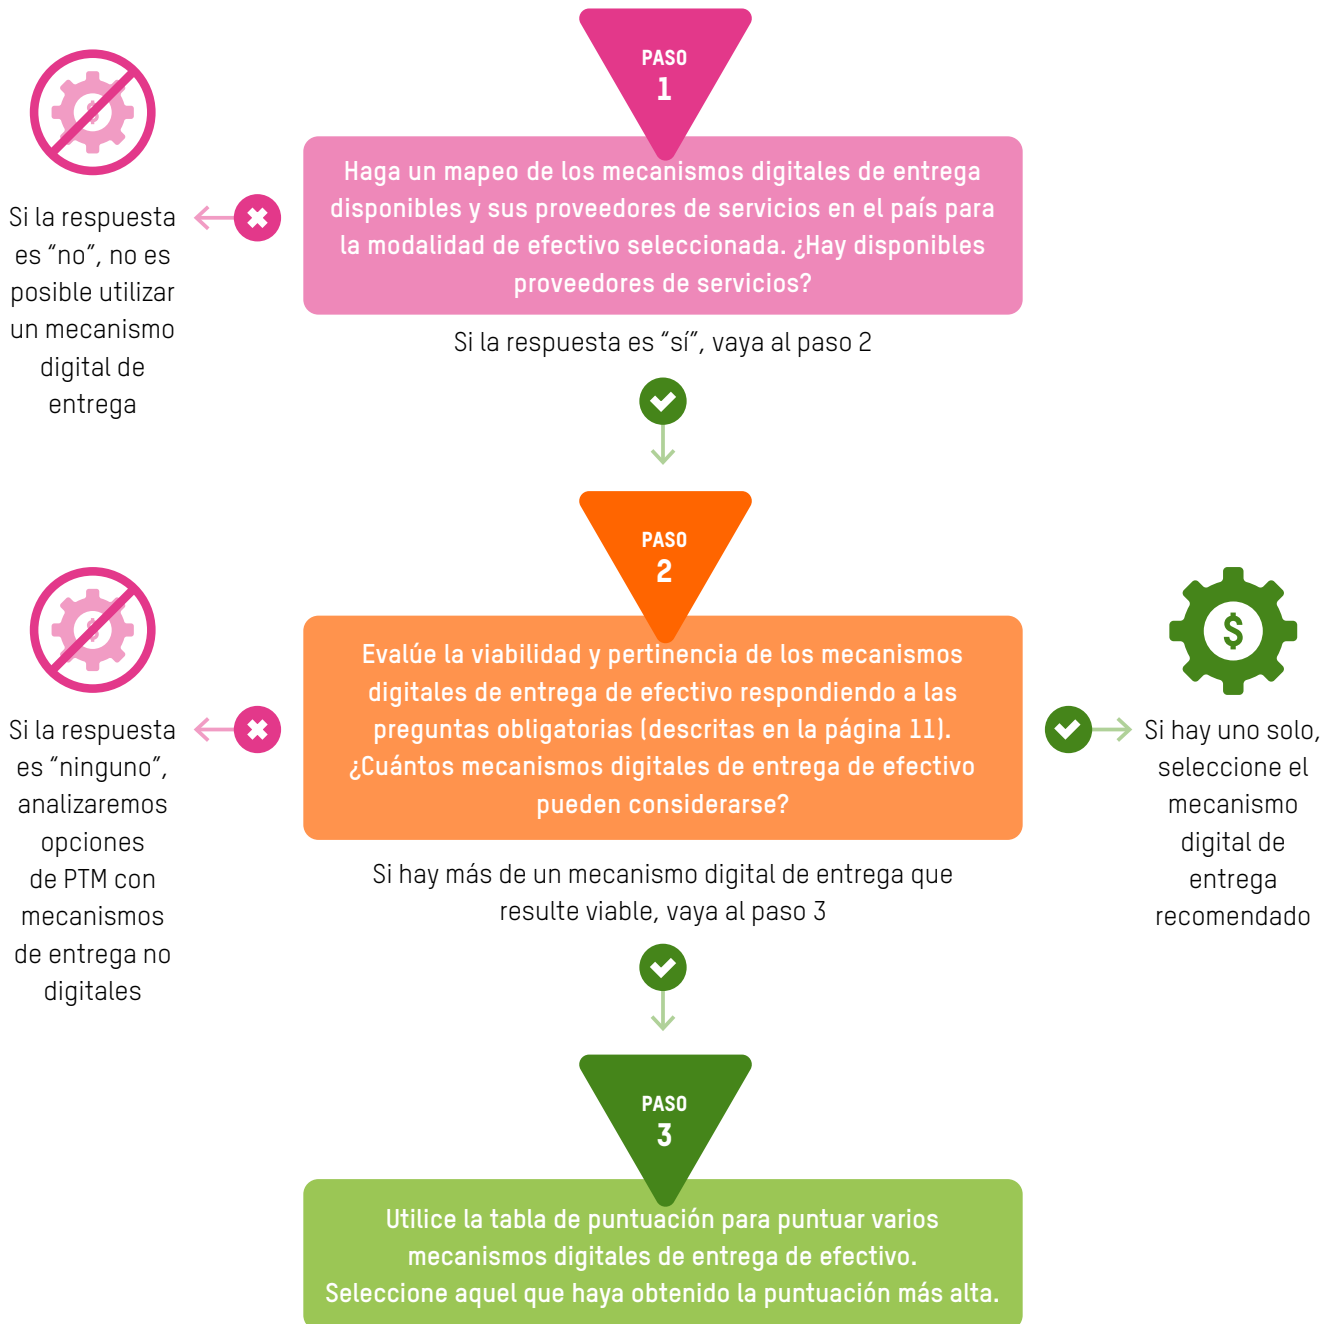 PASO
1
Haga un mapeo de los mecanismos digitales de entrega
disponibles y sus proveedores de servicios en el país para
la modalidad de efectivo seleccionada. ¿Hay disponibles
proveedores de servicios?
Si la respuesta
es “no”, no es
posible utilizar
un mecanismo
digital de
entrega
Si la respuesta es “sí”, vaya al paso 2
PASO
2
Evalúe la viabilidad y pertinencia de los mecanismos
digitales de entrega de efectivo respondiendo a las
preguntas obligatorias (descritas en la página 11).
¿Cuántos mecanismos digitales de entrega de efectivo
pueden considerarse?
Si la respuesta
es “ninguno”,
analizaremos
opciones
de PTM con
mecanismos
de entrega no
digitales
$
Si hay uno solo,
seleccione el
mecanismo
digital de
entrega
recomendado
Si hay más de un mecanismo digital de entrega que
resulte viable, vaya al paso 3
PASO
3
Utilice la tabla de puntuación para puntuar varios
mecanismos digitales de entrega de efectivo.
Seleccione aquel que haya obtenido la puntuación más alta.